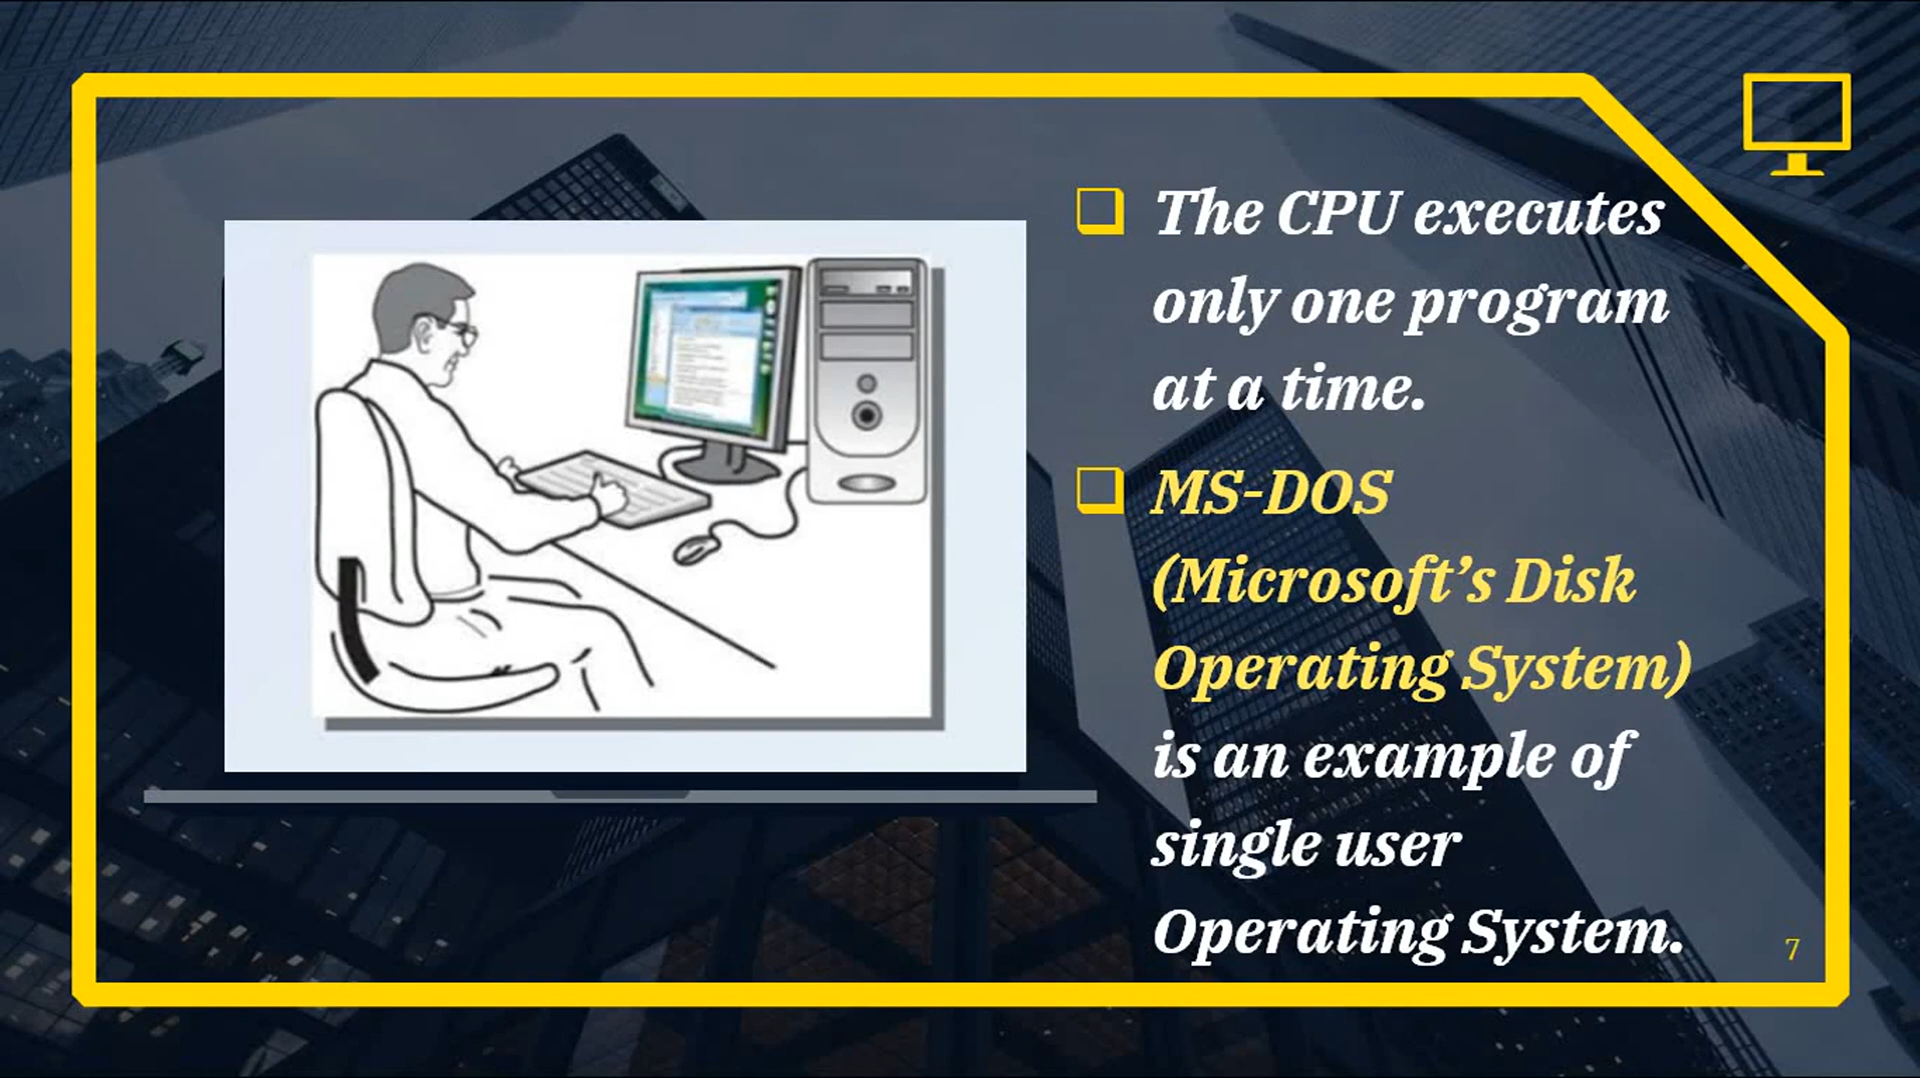 The CPU executes
only one program
at a time.
MS-DOS
(Microsoft’s Disk
Operating System)
is an example of
single user
Operating System.
7